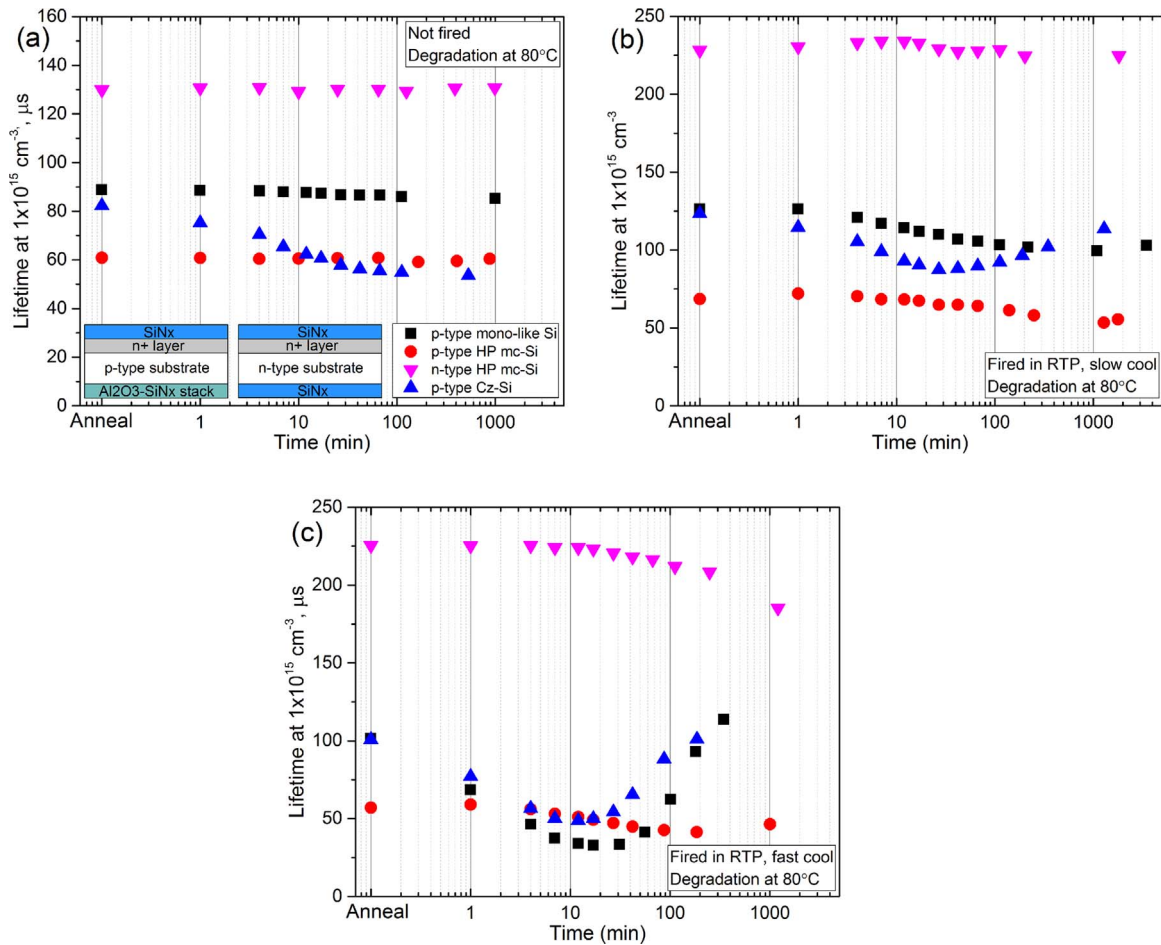 (a)
Not fired
Degradation at 80°C
Lifetime at 1x10¹⁵ cm⁻³, µs
160
140
120
100
80
60
40
20
0
SiNx
n+ layer
p-type substrate
Al2O3-SiNx stack
SiNx
n+ layer
n-type substrate
SiNx
p-type mono-like Si
p-type HP mc-Si
n-type HP mc-Si
p-type Cz-Si
Anneal 1 10 100 1000
Time (min)
(b)
Lifetime at 1x10¹⁵ cm⁻³
250
200
150
100
50
0
Fired in RTP, slow cool
Degradation at 80°C
Anneal 1 10 100 1000
Time (min)
(c)
Lifetime at 1x10¹⁵ cm⁻³, µs
250
200
150
100
50
0
Fired in RTP, fast cool
Degradation at 80°C
Anneal 1 10 100 1000
Time (min)